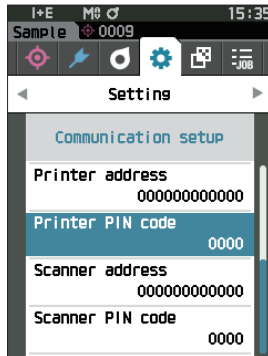 I+E M0 15:35
Sample 0009
-JOB
Setting
Communication setup
Printer address
000000000000
Printer PIN code
0000
Scanner address
000000000000
Scanner PIN code
0000